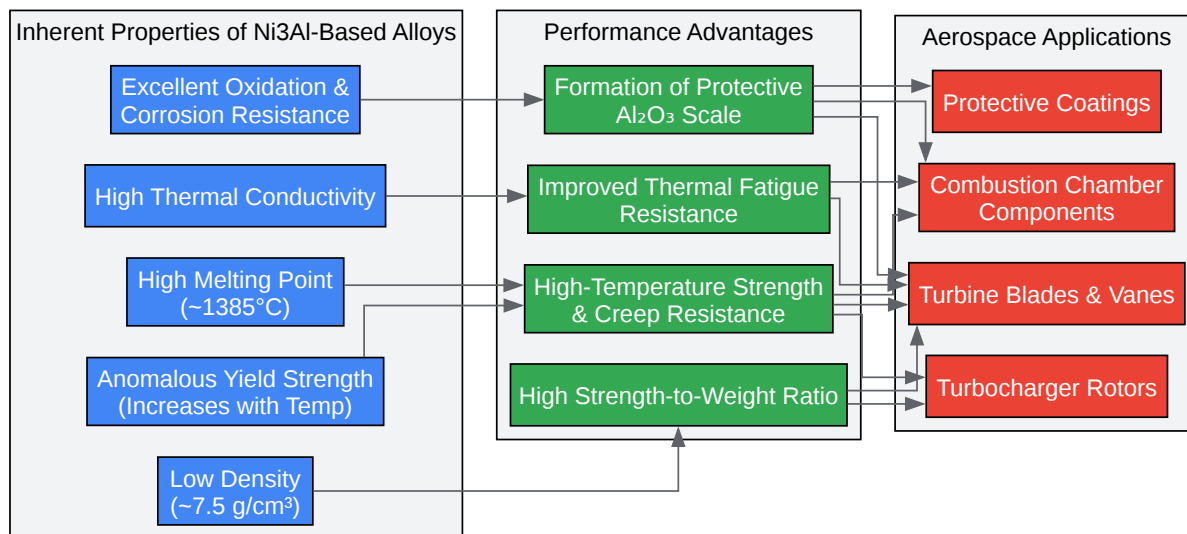 Inherent Properties of Ni3Al-Based Alloys
Excellent Oxidation &
Corrosion Resistance
High Thermal Conductivity
High Melting Point
(~1385°C)
Anomalous Yield Strength
(Increases with Temp)
Low Density
(~7.5 g/cm³)
Performance Advantages
Formation of Protective
Al₂O₃ Scale
Improved Thermal Fatigue
Resistance
High-Temperature Strength
& Creep Resistance
High Strength-to-Weight Ratio
Aerospace Applications
Protective Coatings
Combustion Chamber
Components
Turbine Blades & Vanes
Turbocharger Rotors